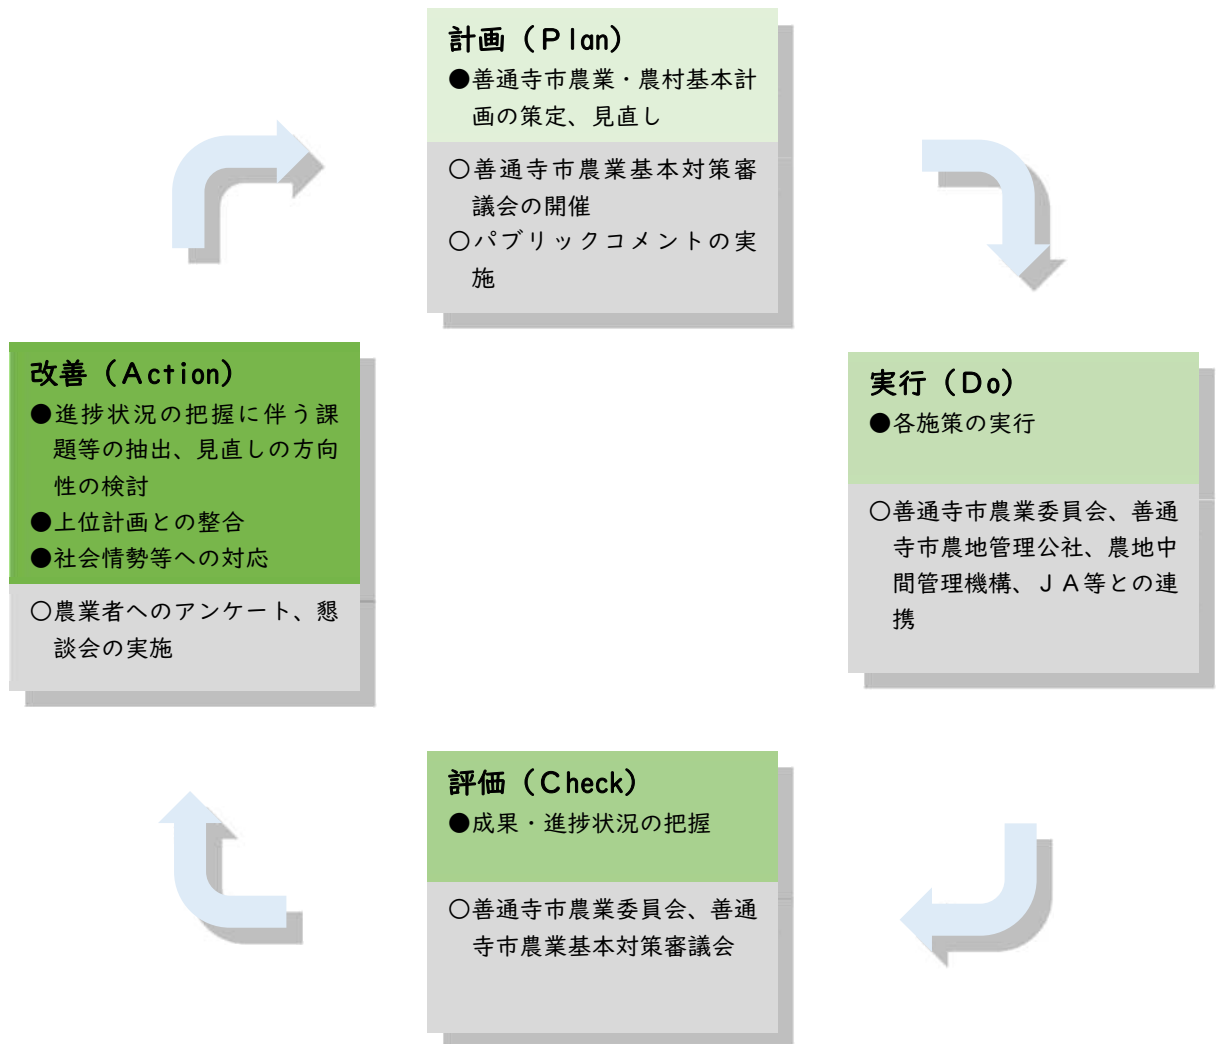 計画（Ｐlan）
●善通寺市農業・農村基本計
画の策定、見直し
○善通寺市農業基本対策審
議会の開催
○パブリックコメントの実
施
改善（Ａction）
●進捗状況の把握に伴う課
題等の抽出、見直しの方向
性の検討
●上位計画との整合
●社会情勢等への対応
○農業者へのアンケート、懇
談会の実施
実行（Ｄo）
●各施策の実行
○善通寺市農業委員会、善通
寺市農地管理公社、農地中
間管理機構、ＪＡ等との連
携
評価（Ｃheck）
●成果・進捗状況の把握
○善通寺市農業委員会、善通
寺市農業基本対策審議会